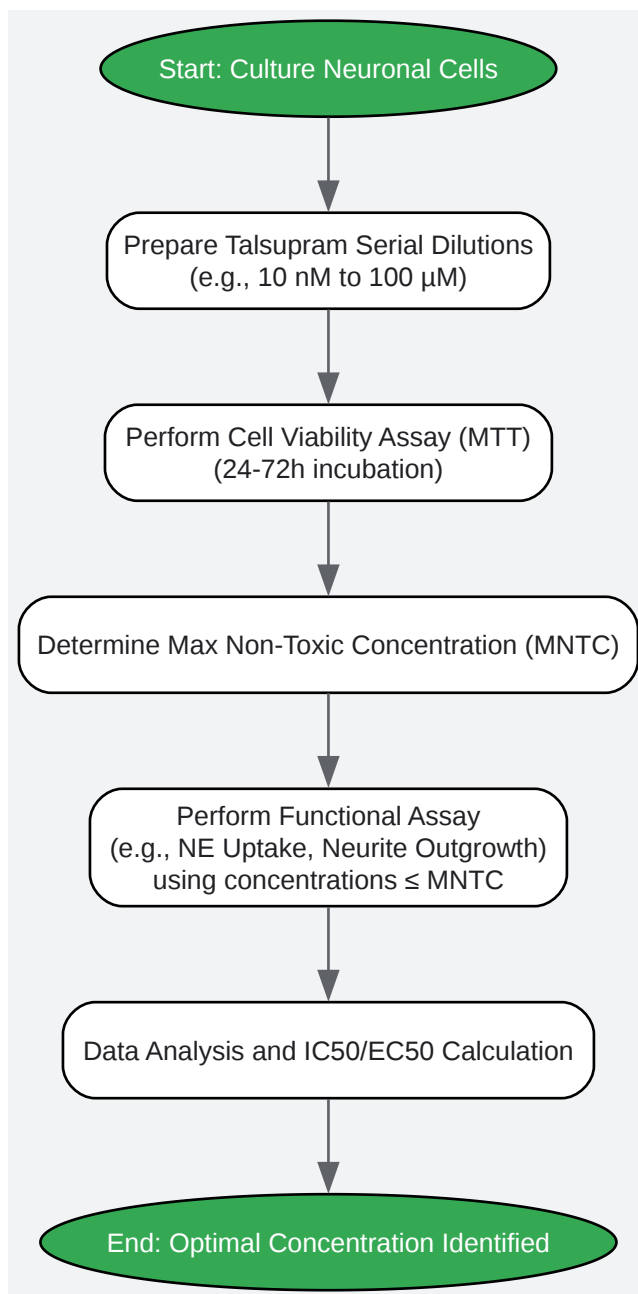 Start: Culture Neuronal Cells
Prepare Talsupram Serial Dilutions
(e.g., 10 nM to 100 µM)
Perform Cell Viability Assay (MTT)
(24-72h incubation)
Determine Max Non-Toxic Concentration (MNTC)
Perform Functional Assay
(e.g., NE Uptake, Neurite Outgrowth)
using concentrations ≤ MNTC
Data Analysis and IC50/EC50 Calculation
End: Optimal Concentration Identified